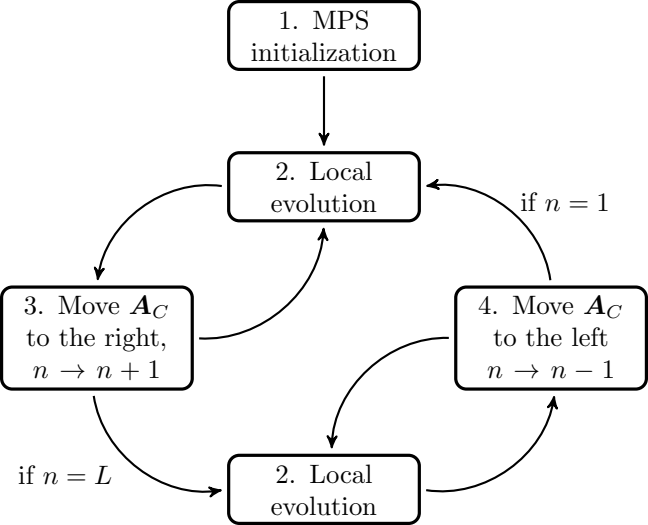 1. MPS
initialization
2. Local
evolution
if n = 1
3. Move A_C
to the right,
n → n + 1
4. Move A_C
to the left
n → n − 1
if n = L
2. Local
evolution